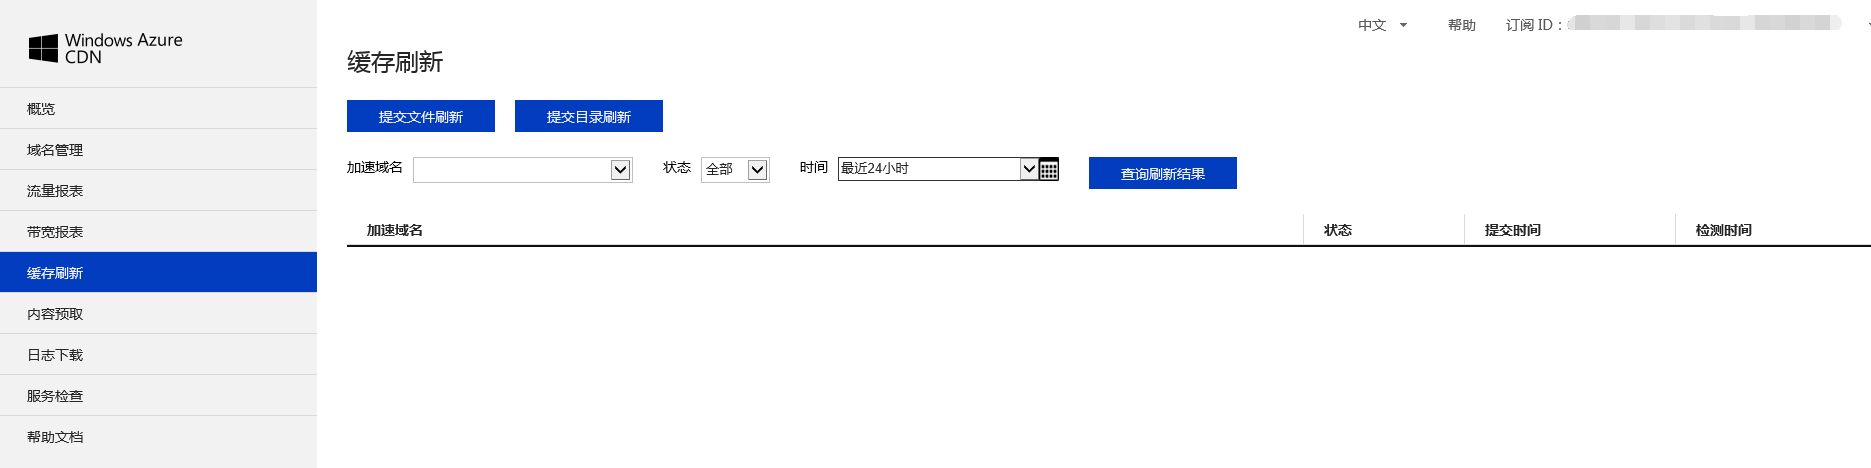 Windows Azure
CDN
中文
帮助
订阅 ID：
缓存刷新
概览
域名管理
流量报表
带宽报表
缓存刷新
内容预取
日志下载
服务检查
帮助文档
提交文件刷新
提交目录刷新
加速域名
状态 全部
时间 最近24小时
查询刷新结果
加速域名 状态 提交时间 检测时间